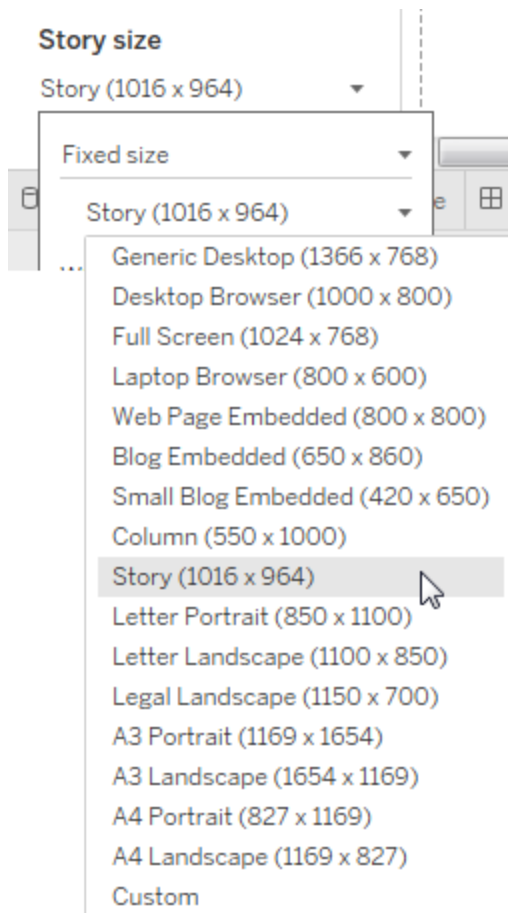 Story size
Story (1016 x 964)
Fixed size
e
Story (1016 x 964)
Generic Desktop (1366 x 768)
Desktop Browser (1000 x 800)
Full Screen (1024 x 768)
Laptop Browser (800 x 600)
Web Page Embedded (800 x 800)
Blog Embedded (650 x 860)
Small Blog Embedded (420 x 650)
Column (550 x 1000)
Story (1016 x 964)
Letter Portrait (850 x 1100)
Letter Landscape (1100 x 850)
Legal Landscape (1150 x 700)
A3 Portrait (1169 x 1654)
A3 Landscape (1654 x 1169)
A4 Portrait (827 x 1169)
A4 Landscape (1169 x 827)
Custom